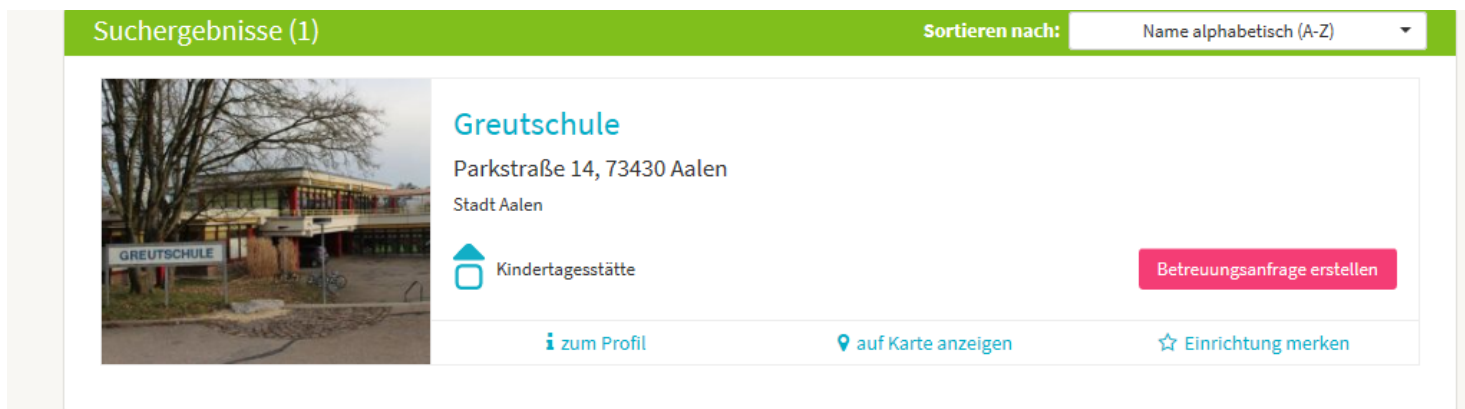 Suchergebnisse (1)
Sortieren nach:
Name alphabetisch (A-Z)
Greutschule
Parkstraße 14, 73430 Aalen
Stadt Aalen
GREUTSCHULE
Kindertagesstätte
Betreuungsanfrage erstellen
zum Profil
auf Karte anzeigen
Einrichtung merken